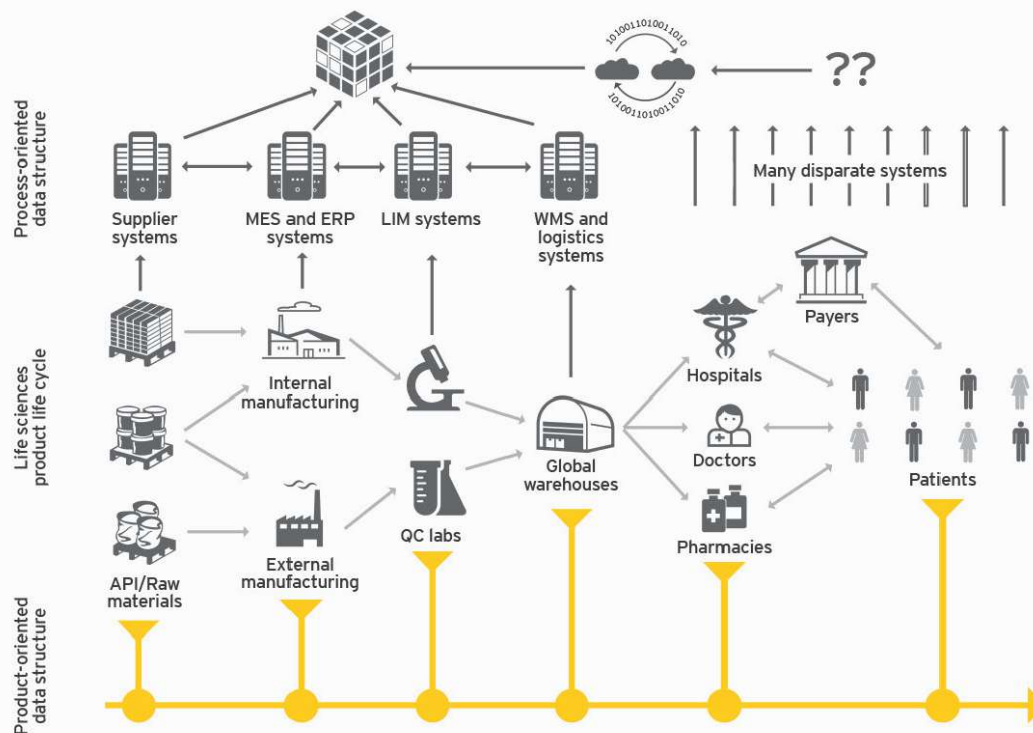 1010011010011010
1010011010011010
??
Process-oriented
data structure
Many disparate systems
Supplier
systems
MES and ERP
systems
LIM systems
WMS and
logistics
systems
Life sciences
product life cycle
Payers
Internal
manufacturing
Hospitals
Doctors
Global
warehouses
Patients
QC labs
Pharmacies
External
manufacturing
API/Raw
materials
Product-oriented
data structure